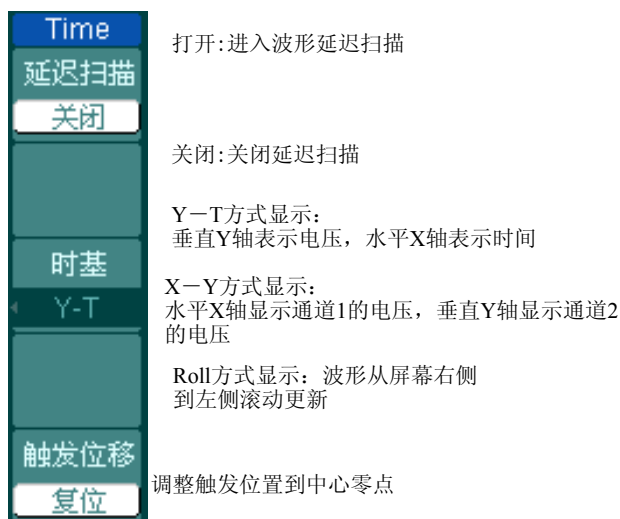 Time
延迟扫描
关闭
时基
Y-T
触发位移
复位
打开:进入波形延迟扫描
关闭:关闭延迟扫描
Y－T方式显示：
垂直Y轴表示电压，水平X轴表示时间
X－Y方式显示：
水平X轴显示通道1的电压，垂直Y轴显示通道2
的电压
Roll方式显示：波形从屏幕右侧
到左侧滚动更新
调整触发位置到中心零点